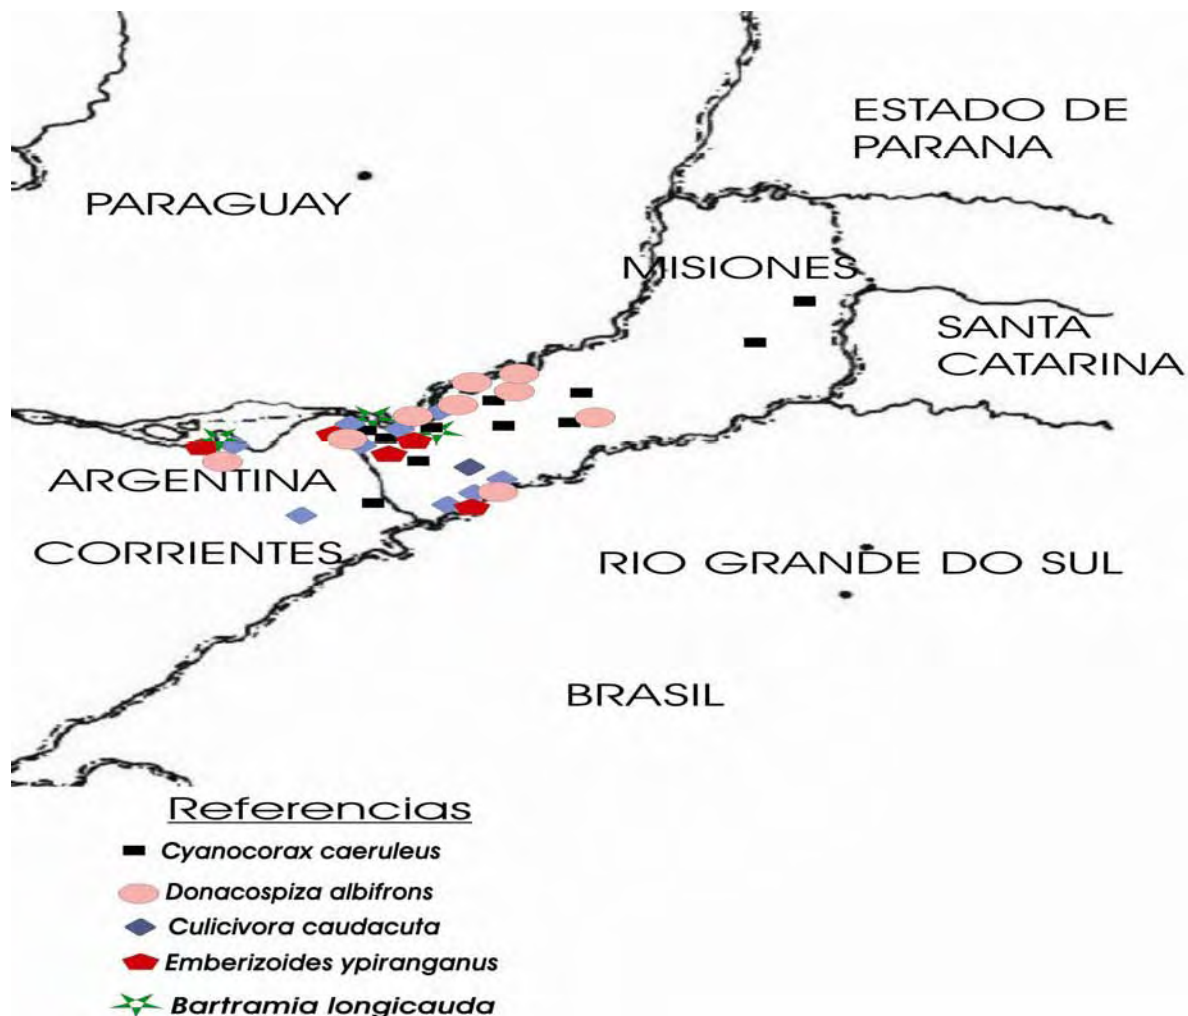 ESTADO DE
PARANA
PARAGUAY
MISIONES
SANTA
CATARINA
ARGENTINA
CORRIENTES
RIO GRANDE DO SUL
BRASIL
Referencias
Cyanocorax caeruleus
Donacospiza albifrons
Culicivora caudacuta
Emberizoides ypiranganus
Bartramia longicauda